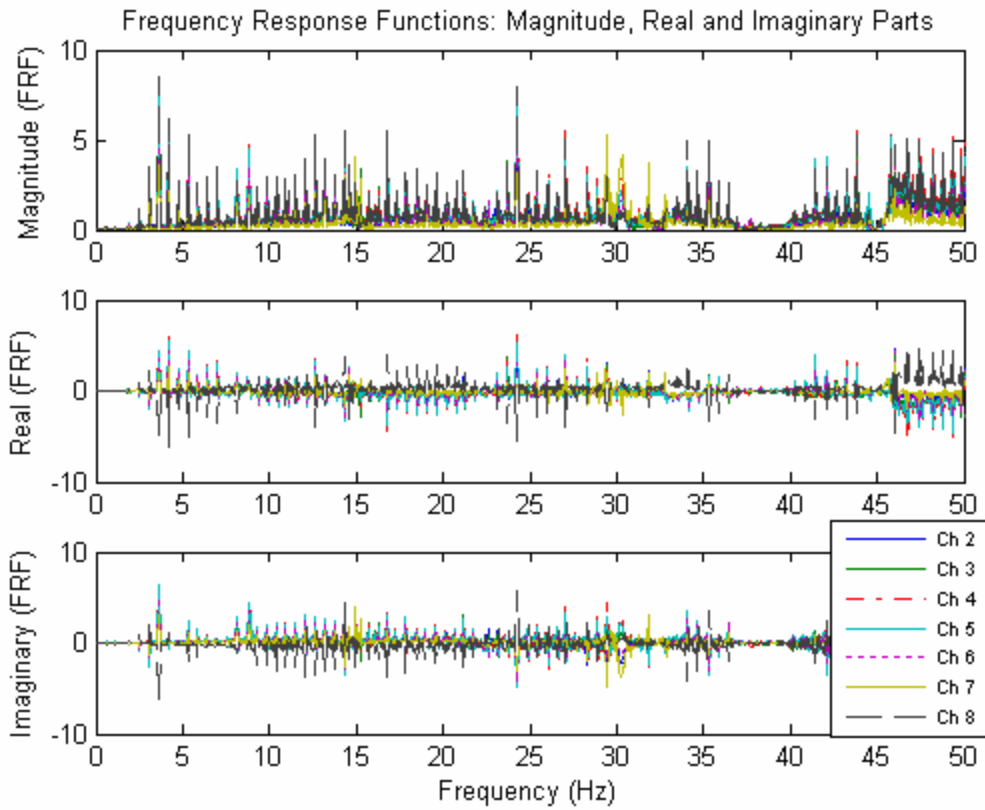 Frequency Response Functions: Magnitude, Real and Imaginary Parts
Magnitude (FRF)
10
5
0
0 5 10 15 20 25 30 35 40 45 50
Real (FRF)
10
0
-10
0 5 10 15 20 25 30 35 40 45 50
Imaginary (FRF)
10
0
-10
0 5 10 15 20 25 30 35 40 45 50
Frequency (Hz)
Ch 2
Ch 3
Ch 4
Ch 5
Ch 6
Ch 7
Ch 8